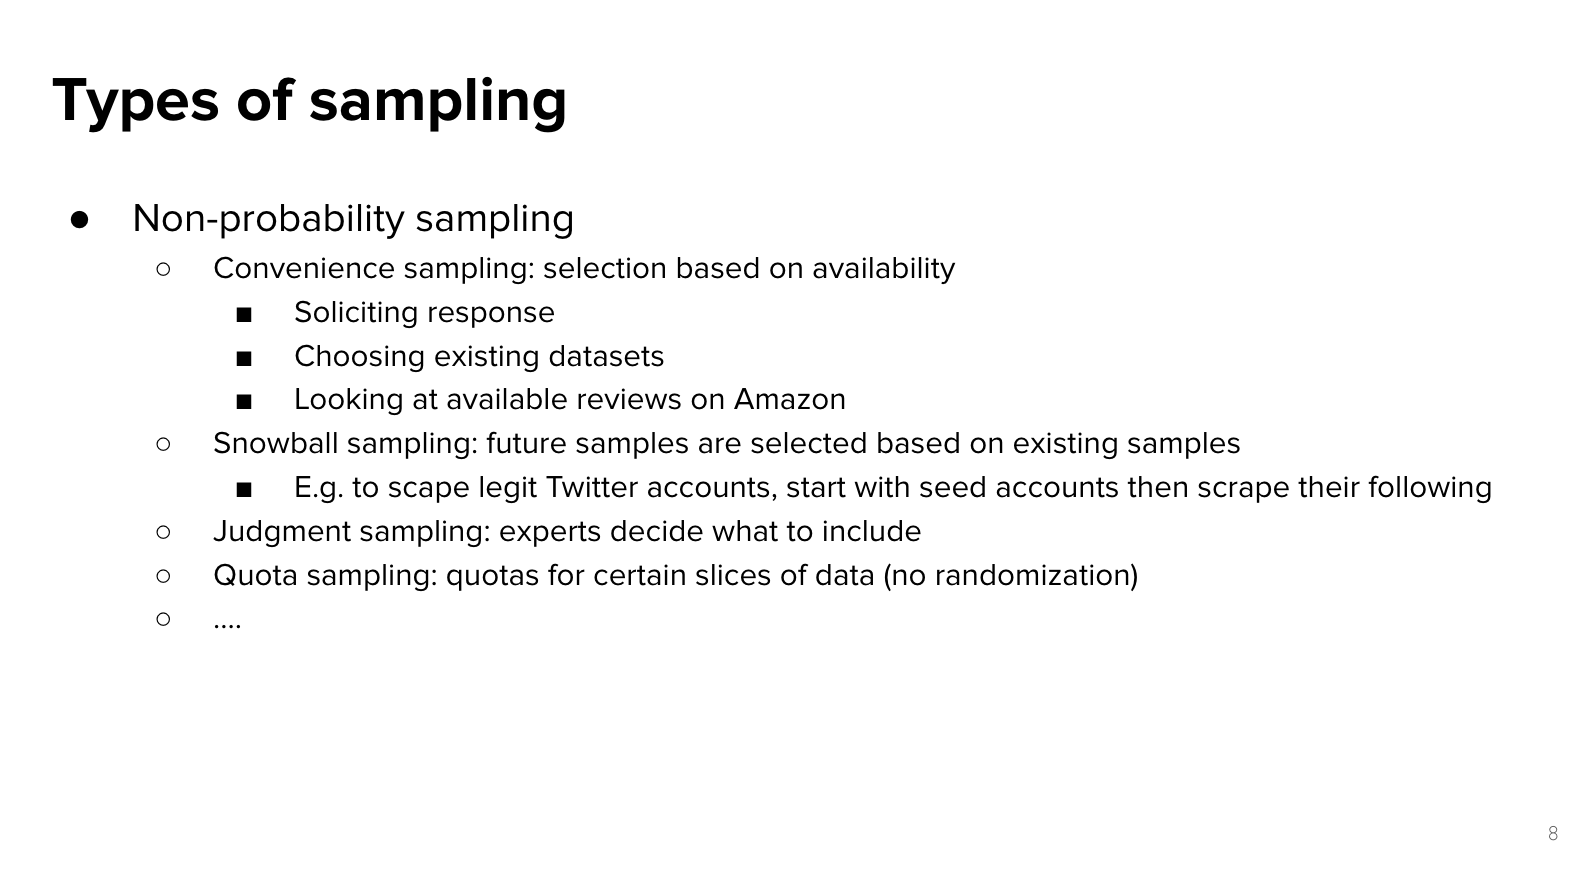 Types of sampling
● Non-probability sampling
○ Convenience sampling: selection based on availability
■ Soliciting response
■ Choosing existing datasets
■ Looking at available reviews on Amazon
○ Snowball sampling: future samples are selected based on existing samples
■ E.g. to scape legit Twitter accounts, start with seed accounts then scrape their following
○ Judgment sampling: experts decide what to include
○ Quota sampling: quotas for certain slices of data (no randomization)
○ ....
8